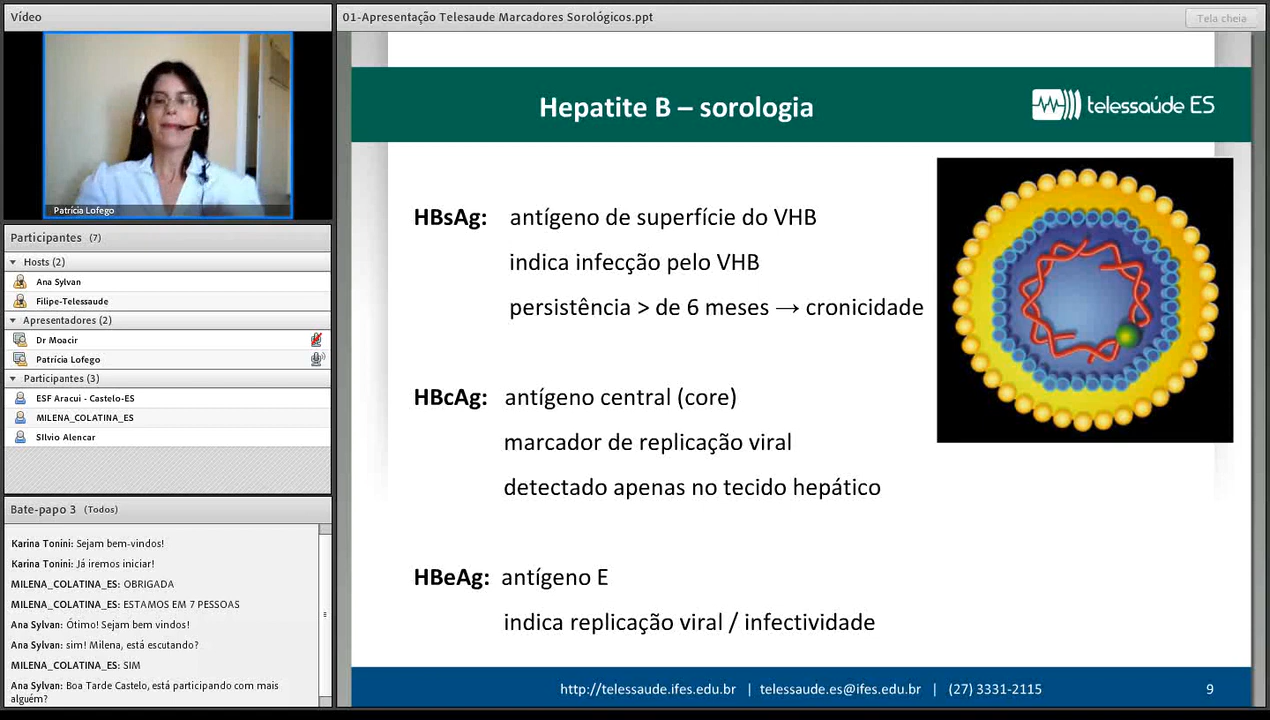 Vídeo
Patrícia Lofego
Participantes (7)
Hosts (2)
Ana Sylvan
Filipe-Telessaude
Apresentadores (2)
Dr Moacir
Patrícia Lofego
Participantes (3)
ESF Aracui - Castelo-ES
MILENA_COLATINA_ES
SIlvio Alencar
Bate-papo 3 (Todos)
Karina Tonini: Sejam bem-vindos!
Karina Tonini: Já iremos iniciar!
MILENA_COLATINA_ES: OBRIGADA
MILENA_COLATINA_ES: ESTAMOS EM 7 PESSOAS
Ana Sylvan: Ótimo! Sejam bem vindos!
Ana Sylvan: sim! Milena, está escutando?
MILENA_COLATINA_ES: SIM
Ana Sylvan: Boa Tarde Castelo, está participando com mais
alguém?
01-Apresentação Telesaude Marcadores Sorológicos.ppt
Tela cheia
Hepatite B – sorologia
telessaúde ES
HBsAg: antígeno de superfície do VHB
indica infecção pelo VHB
persistência > de 6 meses → cronicidade
HBcAg: antígeno central (core)
marcador de replicação viral
detectado apenas no tecido hepático
HBeAg: antígeno E
indica replicação viral / infectividade
http://telessaude.ifes.edu.br | telessaude.es@ifes.edu.br | (27) 3331-2115
9